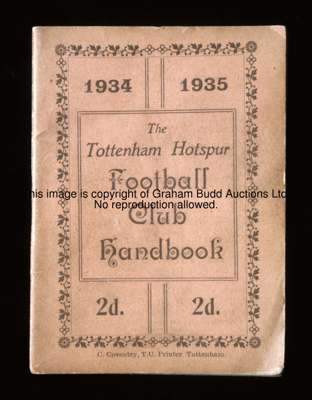 1934 1935
The
Tottenham Hotspur
Football
This image is copyright of Graham Budd Auctions Ltd
No reproduction allowed.
Club
Handbook
2d. 2d.
C. Coventry, T.U. Printer Tottenham